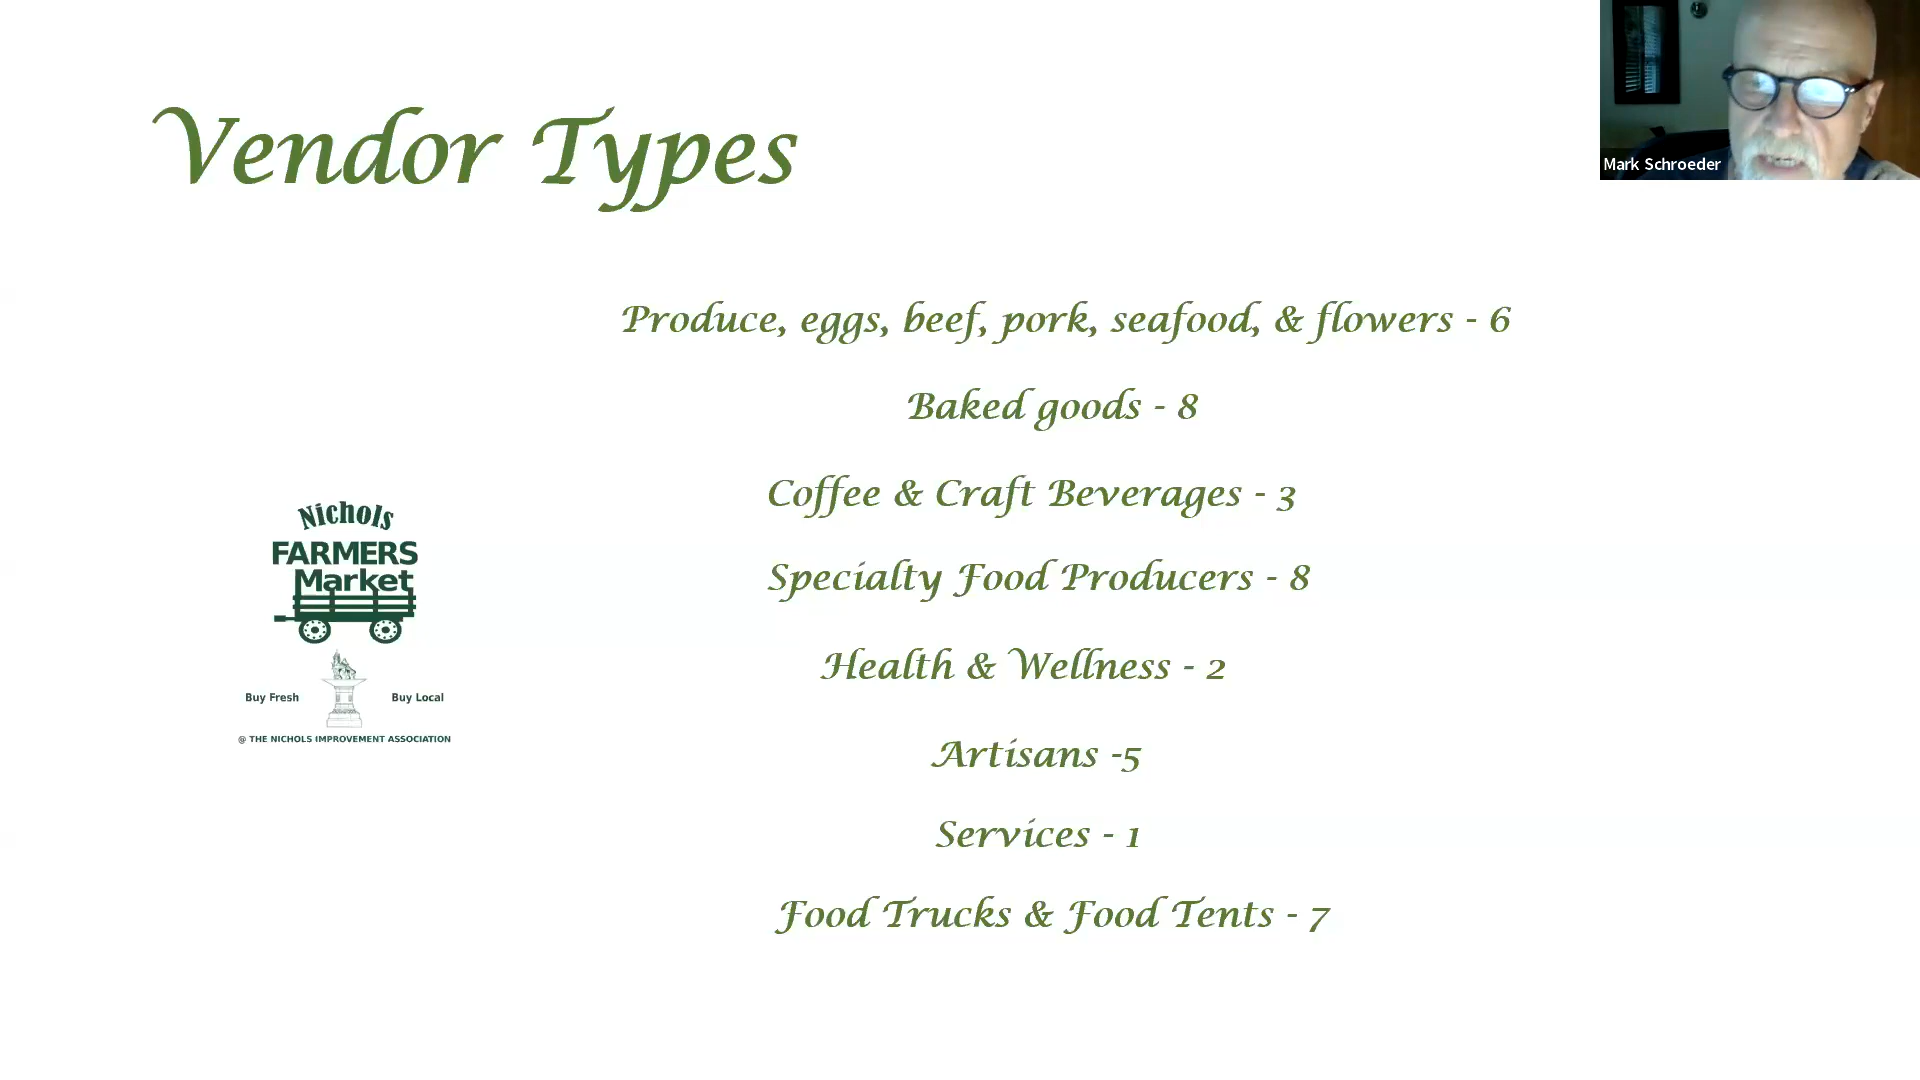 Vendor Types
Mark Schroeder
Produce, eggs, beef, pork, seafood, & flowers - 6
Baked goods - 8
Coffee & Craft Beverages - 3
Specialty Food Producers - 8
Health & Wellness - 2
Artisans -5
Services - 1
Food Trucks & Food Tents - 7
Nichols
FARMERS
Market
Buy Fresh Buy Local
@ THE NICHOLS IMPROVEMENT ASSOCIATION